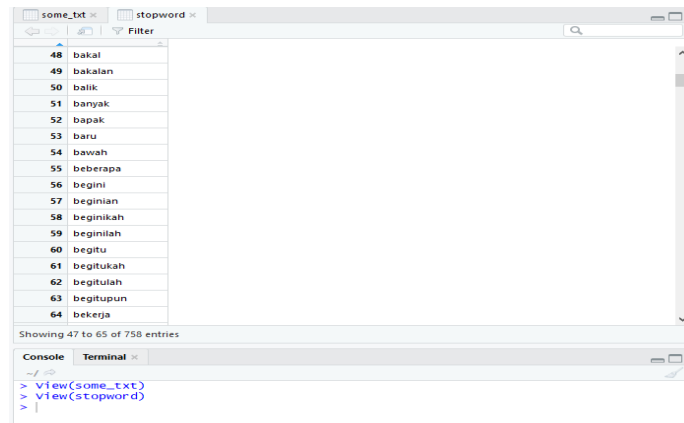 some_txt × stopword ×
Filter
48 bakal
49 bakalan
50 balik
51 banyak
52 bapak
53 baru
54 bawah
55 beberapa
56 begini
57 beginian
58 beginikah
59 beginilah
60 begitu
61 begitukah
62 begitulah
63 begitupun
64 bekerja
Showing 47 to 65 of 758 entries
Console Terminal ×
~/
> View(some_txt)
> View(stopword)
>